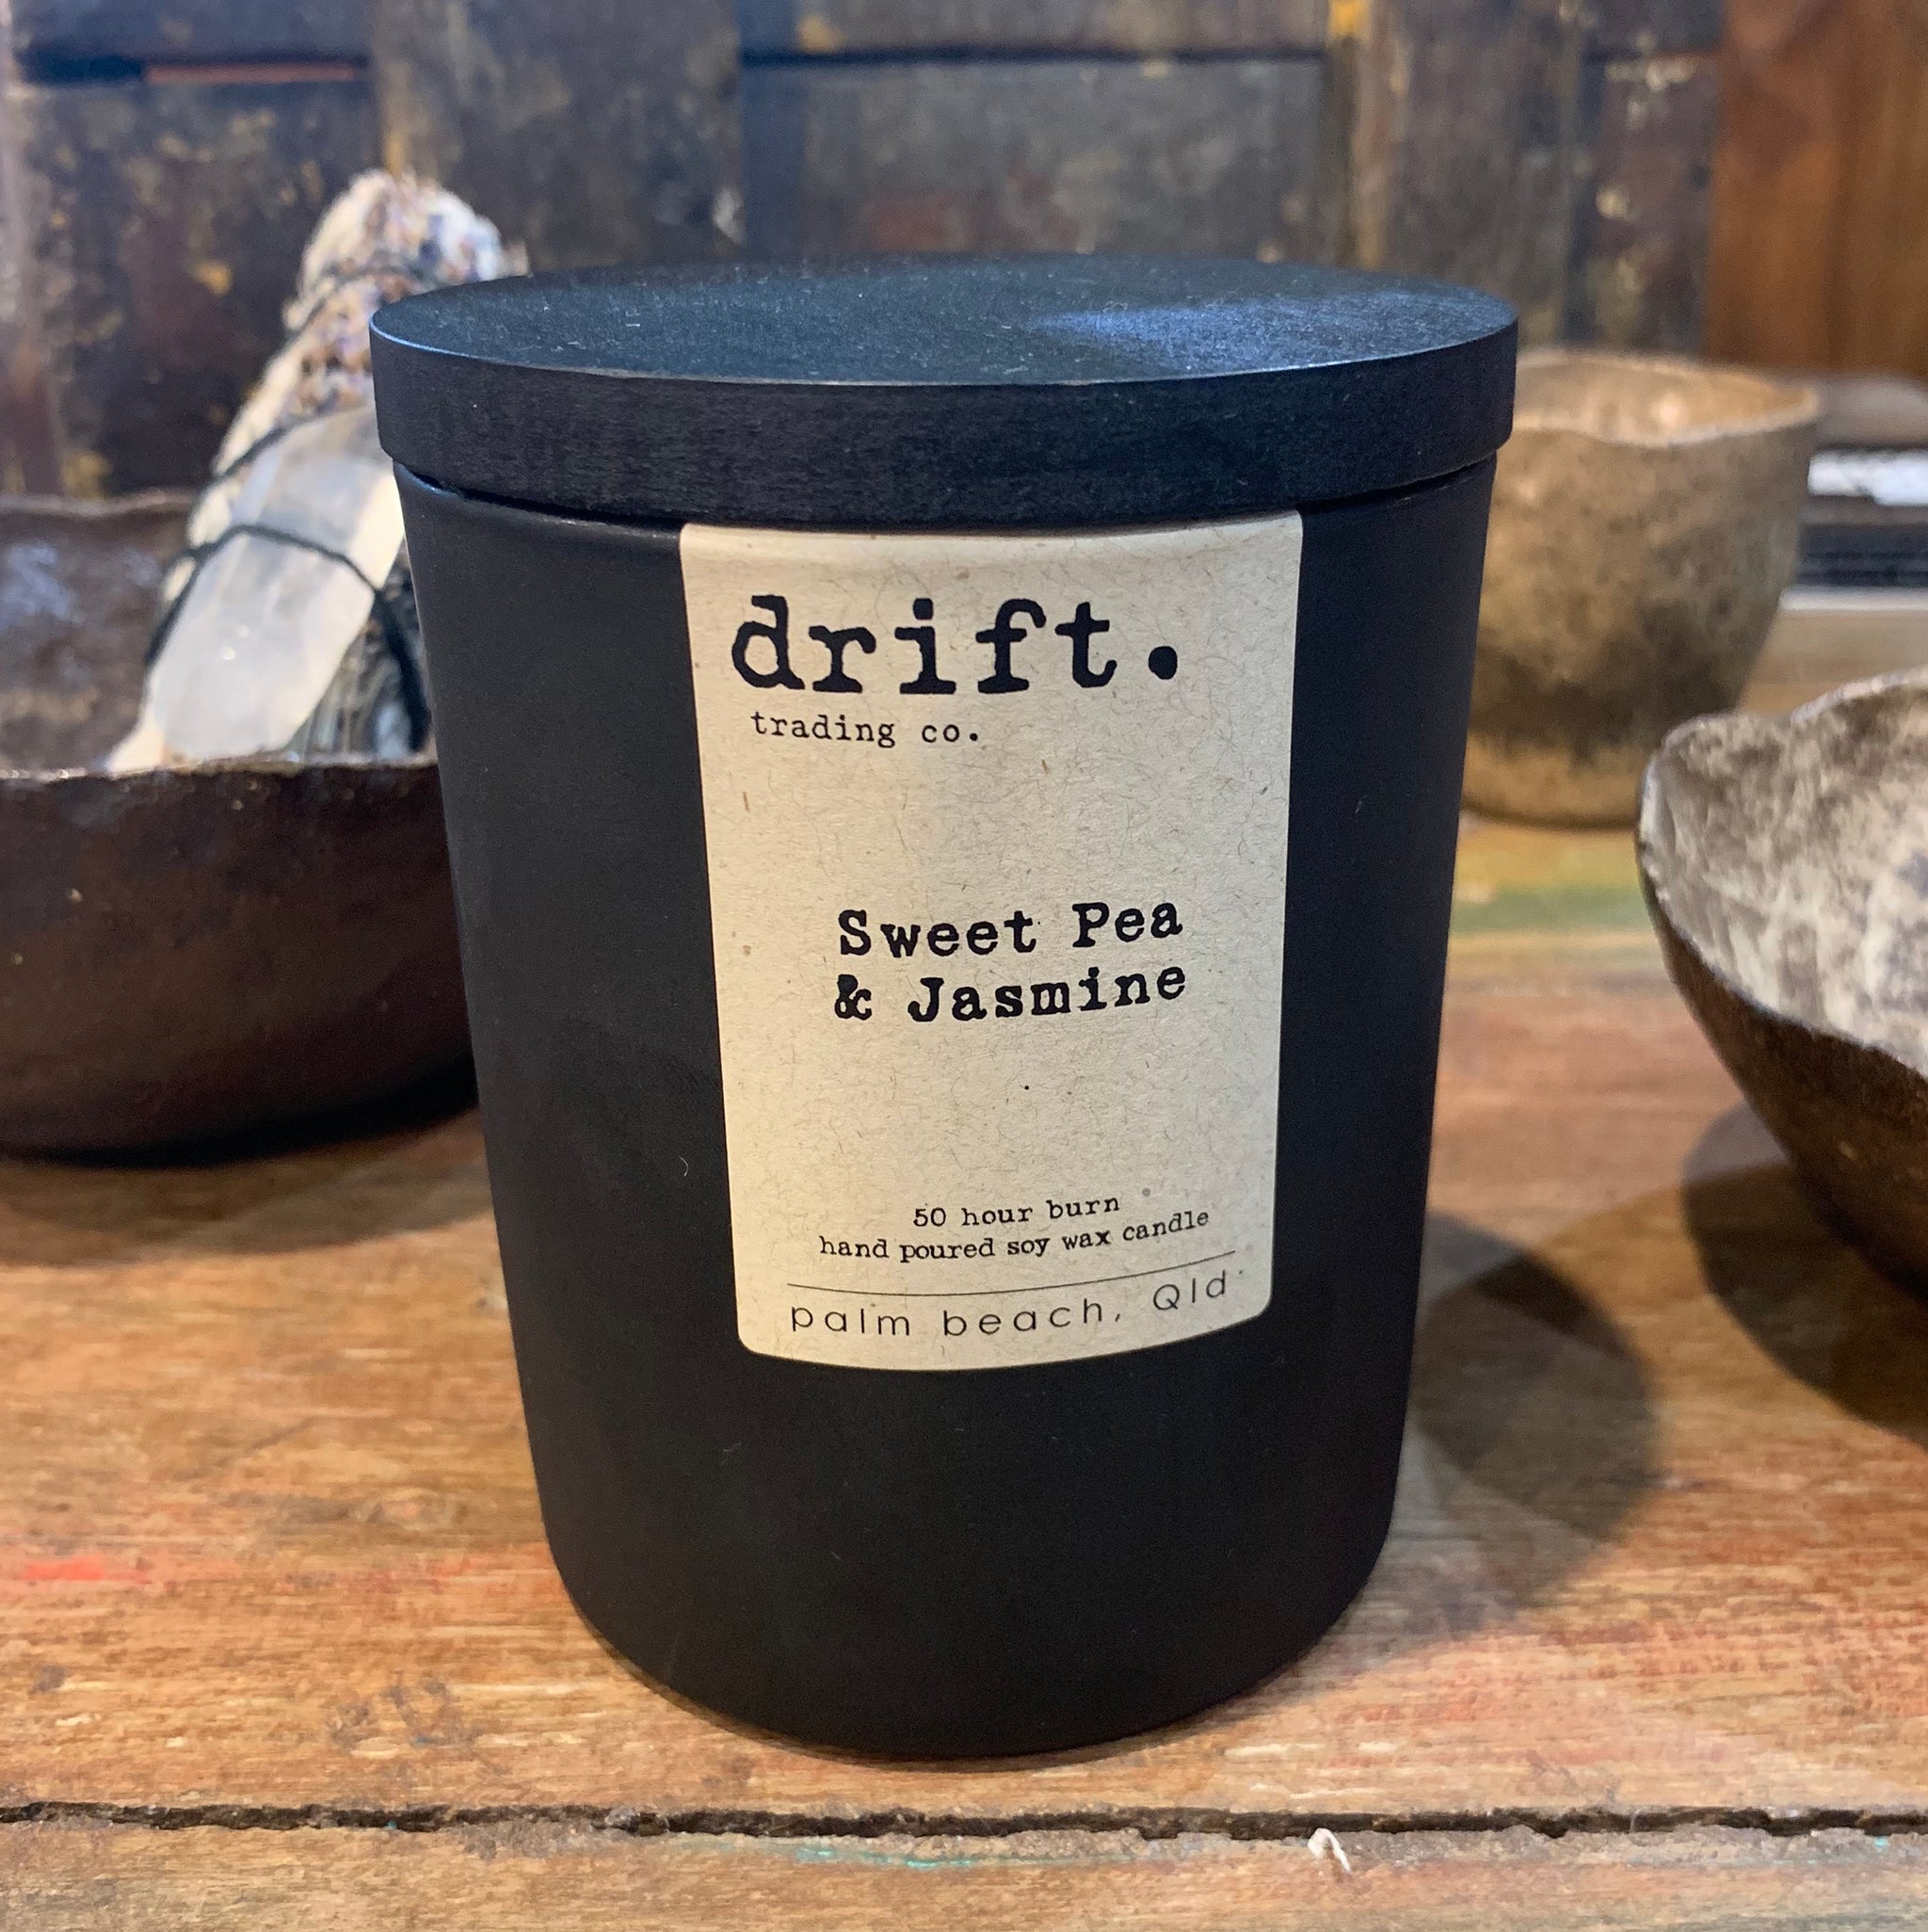 drift.
trading co.
Sweet Pea
& Jasmine
50 hour burn
hand poured soy wax candle
palm beach, Qld